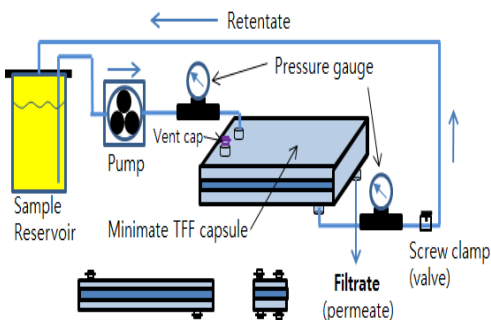 Retentate
Pressure gauge
Vent cap
Pump
Sample
Reservoir
Minimate TFF capsule
Screw clamp
(valve)
Filtrate
(permeate)